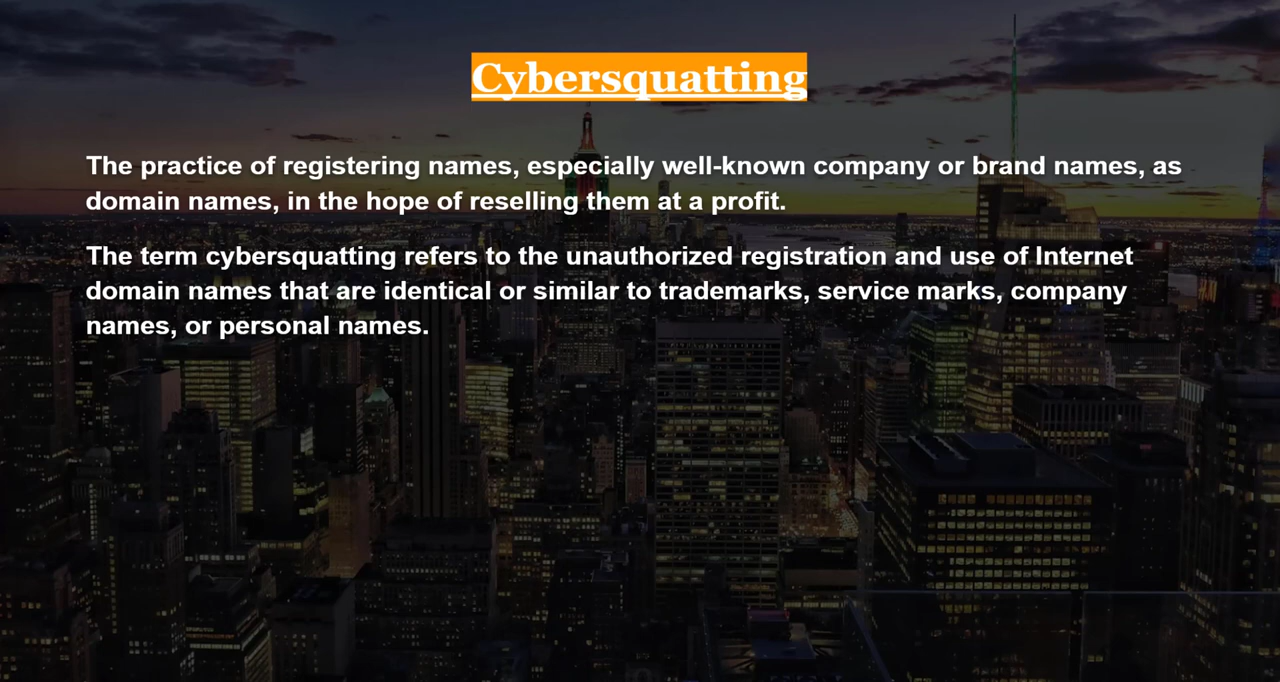 Cybersquatting
The practice of registering names, especially well-known company or brand names, as
domain names, in the hope of reselling them at a profit.
The term cybersquatting refers to the unauthorized registration and use of Internet
domain names that are identical or similar to trademarks, service marks, company
names, or personal names.